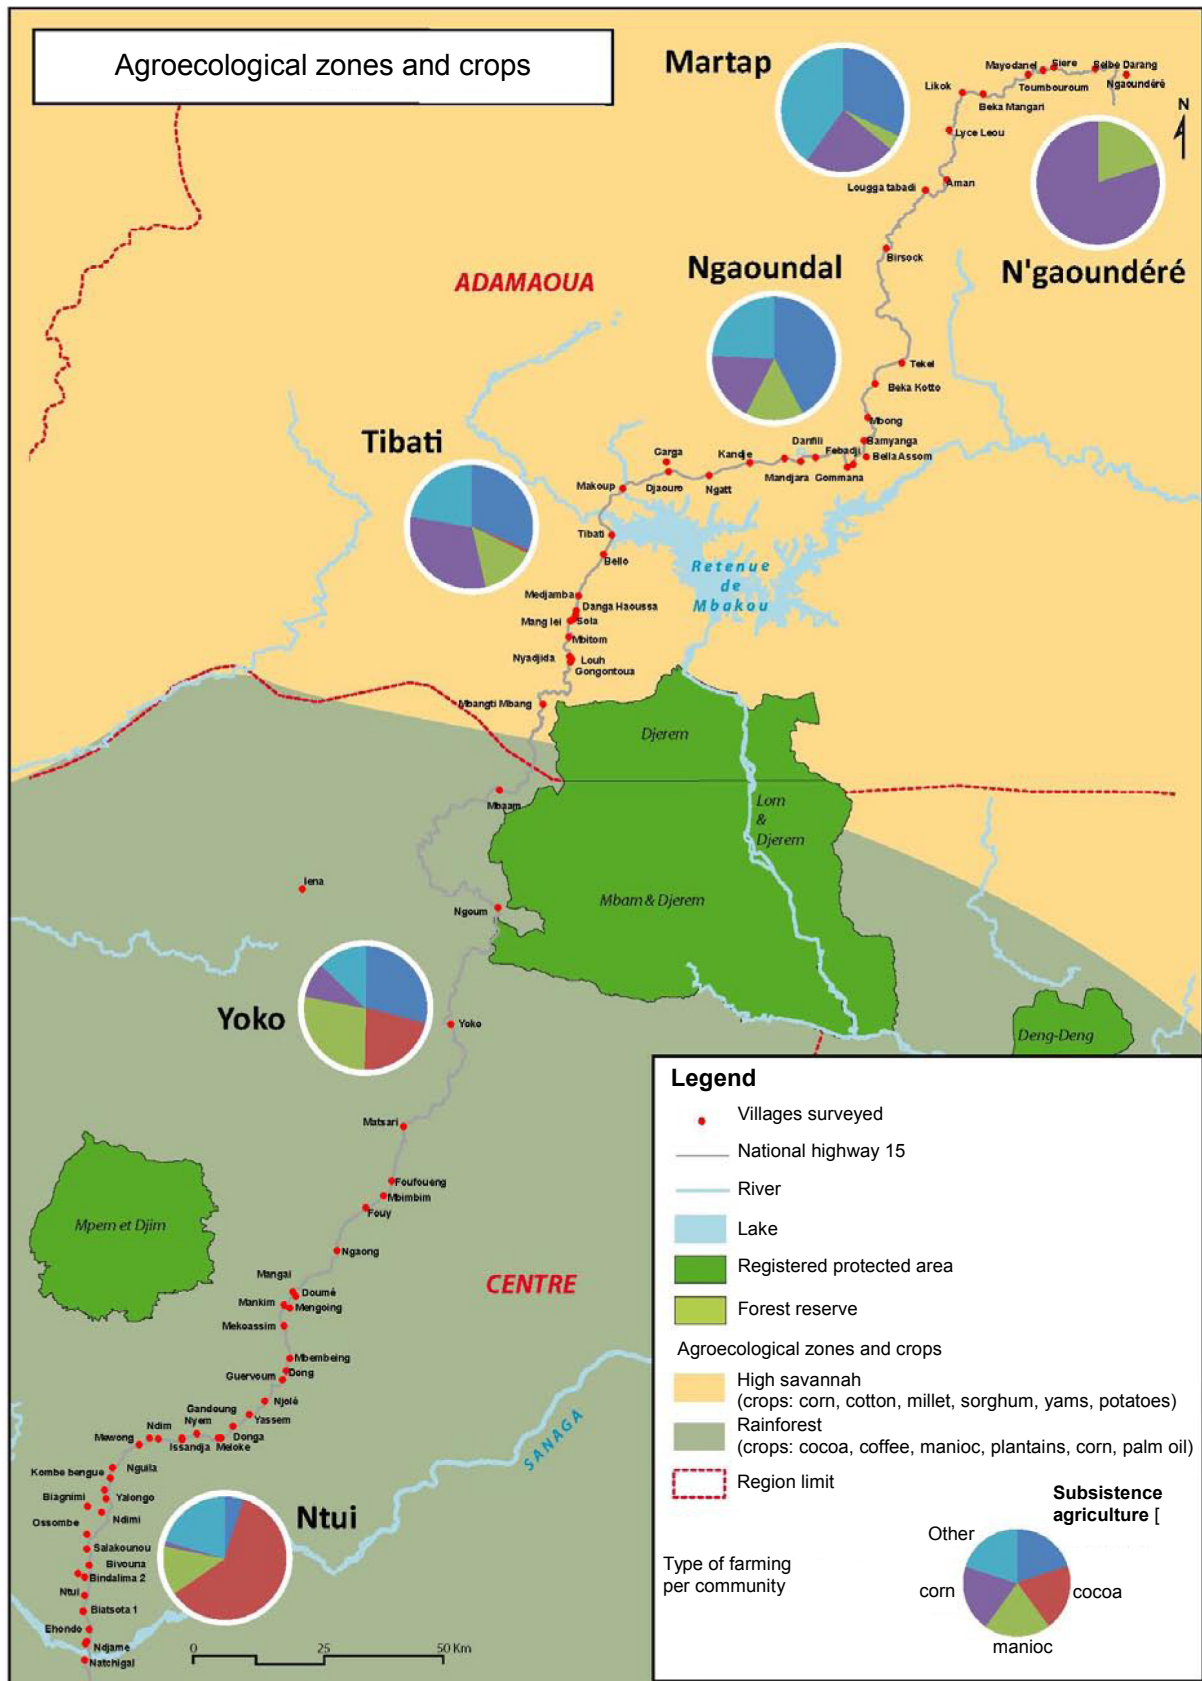 Agroecological zones and crops
Martap
Mayodanel
Siere
Selbe Darang
Toumbouroum
Ngaoundéré
Likok
Beka Mangari
N
Lyce Leou
Aman
Lougga tabadi
Birsock
N'gaoundéré
Ngaoundal
ADAMAOUA
Tekel
Beka Kotto
Mbong
Bamyanga
Bella Assom
Danfili
Febadji
Garga
Kandje
Mandjara
Gommana
Djaouro
Ngatt
Makoup
Tibati
Tibati
Bello
Retenue
de
Mbakou
Medjamba
Danga Haoussa
Mang lei
Sola
Mbitom
Nyadjida
Louh
Gongontoua
Mbangti Mbang
Djerem
Mbaam
Lom
&
Djerem
Iena
Mbam & Djerem
Ngoum
Yoko
Yoko
Deng-Deng
Matsari
Foufoueng
Mbimbim
Fouy
Mpem et Djim
Ngaong
CENTRE
Mangai
Doumé
Mankim
Mengoing
Mekoassim
Mbembeing
Dong
Guervoum
Njolé
Gandoung
Yassem
Nyem
Ndim
Donga
Mewong
Issandja
Meloke
SANAGA
Nguila
Kombe bengue
Yalongo
Biagnimi
Ndimi
Ossombe
Ntui
Salakounou
Bivouna
Bindalima 2
Ntui
Biatsota 1
Ehondo
Ndjame
Natchigal
0
25
50 Km
Legend
Villages surveyed
National highway 15
River
Lake
Registered protected area
Forest reserve
Agroecological zones and crops
High savannah
(crops: corn, cotton, millet, sorghum, yams, potatoes)
Rainforest
(crops: cocoa, coffee, manioc, plantains, corn, palm oil)
Region limit
Subsistence
agriculture [
Other
Type of farming
per community
corn
cocoa
manioc